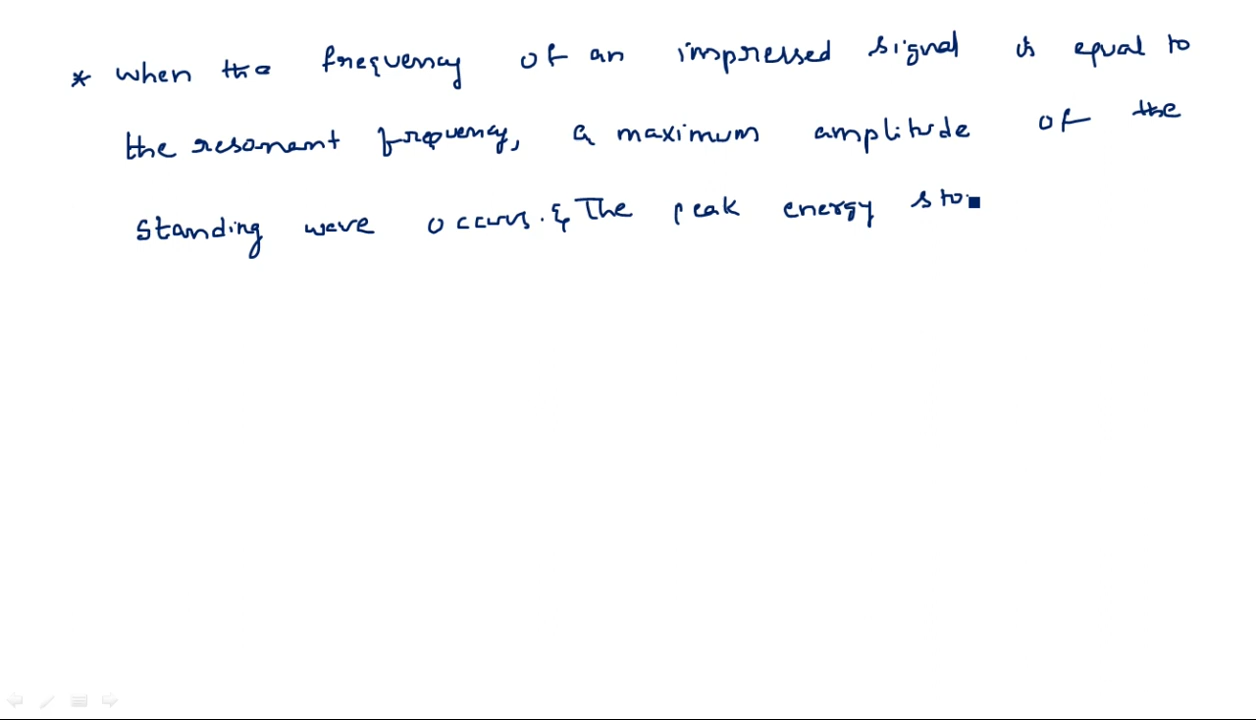 * when the frequency of an impressed signal is equal to
the resonant frequency, a maximum amplitude of the
standing wave occurs. & The peak energy sto